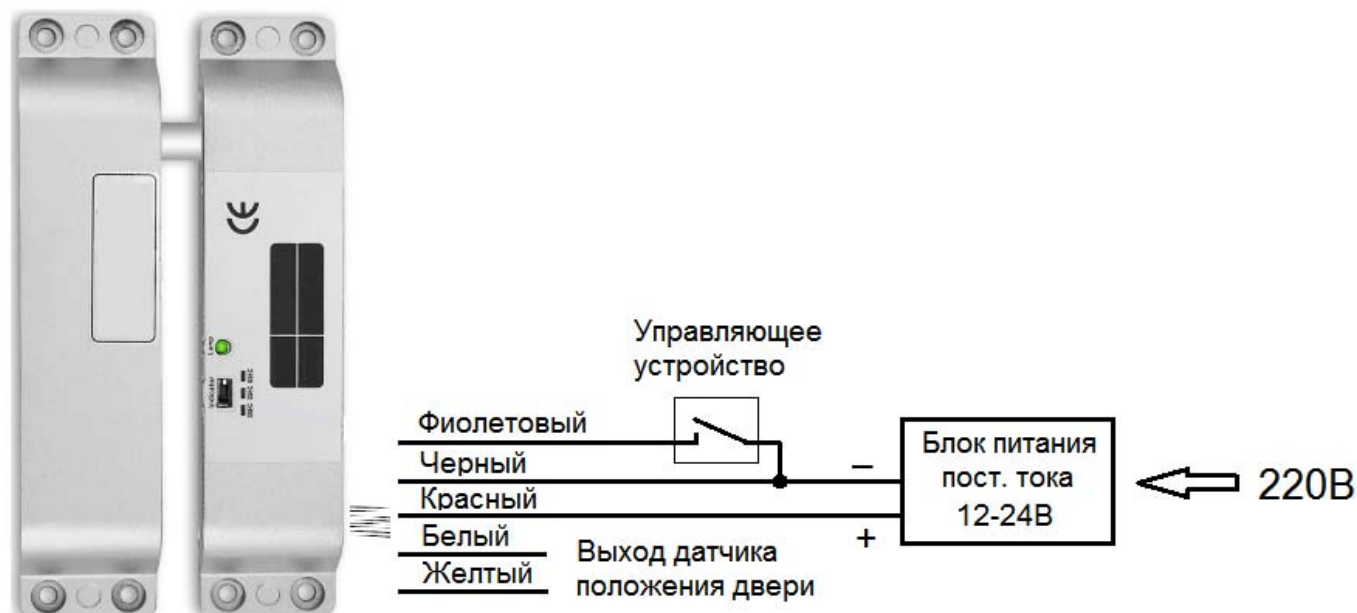 Управляющее
устройство
Фиолетовый
Черный
Красный
Белый
Желтый
Выход датчика
положения двери
–
+
Блок питания
пост. тока
12-24В
220В
CE